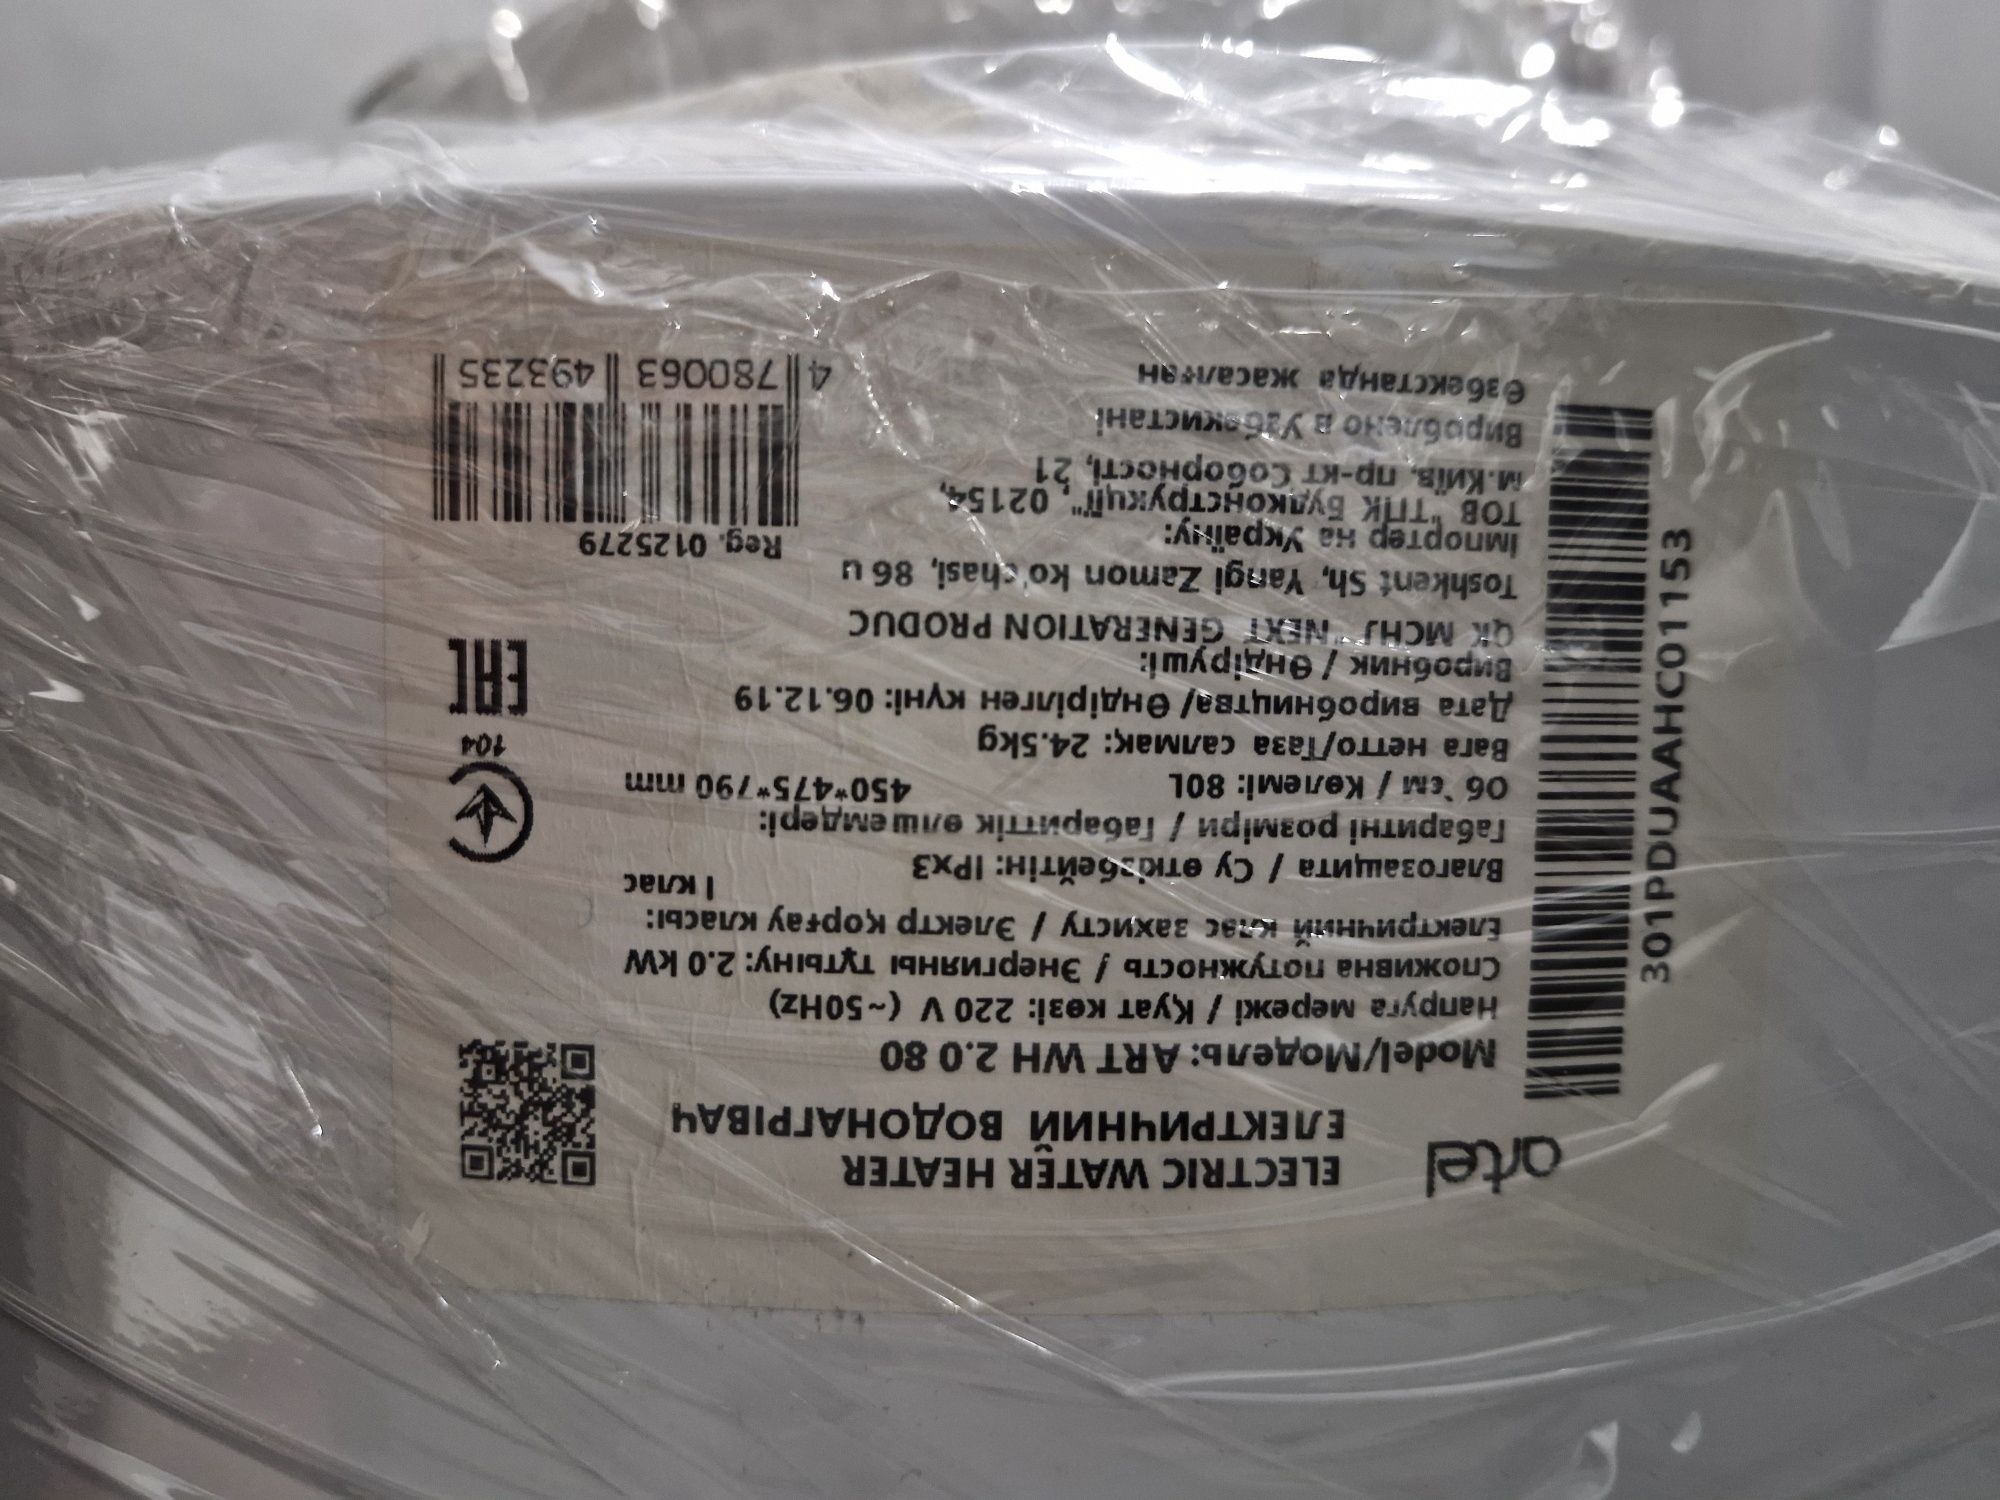 artel
ELECTRIC WATER HEATER
ЕЛЕКТРИЧНИЙ ВОДОНАГРІВАЧ
Model/Модель: ART WH 2.0 80
Напруга мережі / Қуат көзі: 220 V (~50Hz)
Споживна потужность / Энергияны тұтыну: 2.0 kW
Електричний клас захисту / Электр қорғау класы:
I клас
Влагозащита / Су өткізбейтін: IPx3
Габаритні розміри / Габариттік өлшемдері:
450*475*790 mm
Об`єм / Көлемі: 80L
Вага нетто/Таза салмақ: 24.5kg
Дата виробництва/ Өндірілген күні: 06.12.19
Виробник / Өндіруші:
QK MCHJ "NEXT GENERATION PRODUC
Toshkent Sh, Yangi Zamon ko'chasi, 86 u
Імпортер на Україну:
ТОВ "ТПК Будконструкції", 02154,
м.Київ, пр-кт Соборності, 21
Вироблено в Узбекистані
Өзбекстанда жасалған
301PDUAAHC01153
104
EAC
Reg. 0125279
4 780063 493235